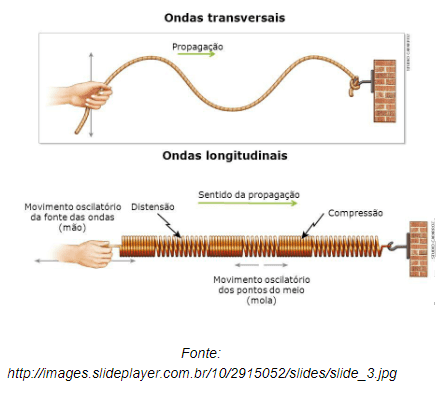 Ondas transversais
Propagação
Ondas longitudinais
Movimento oscilatório
da fonte das ondas
(mão)
Distensão
Sentido da propagação
Compressão
Movimento oscilatório
dos pontos do meio
(mola)
Fonte:
http://images.slideplayer.com.br/10/2915052/slides/slide_3.jpg